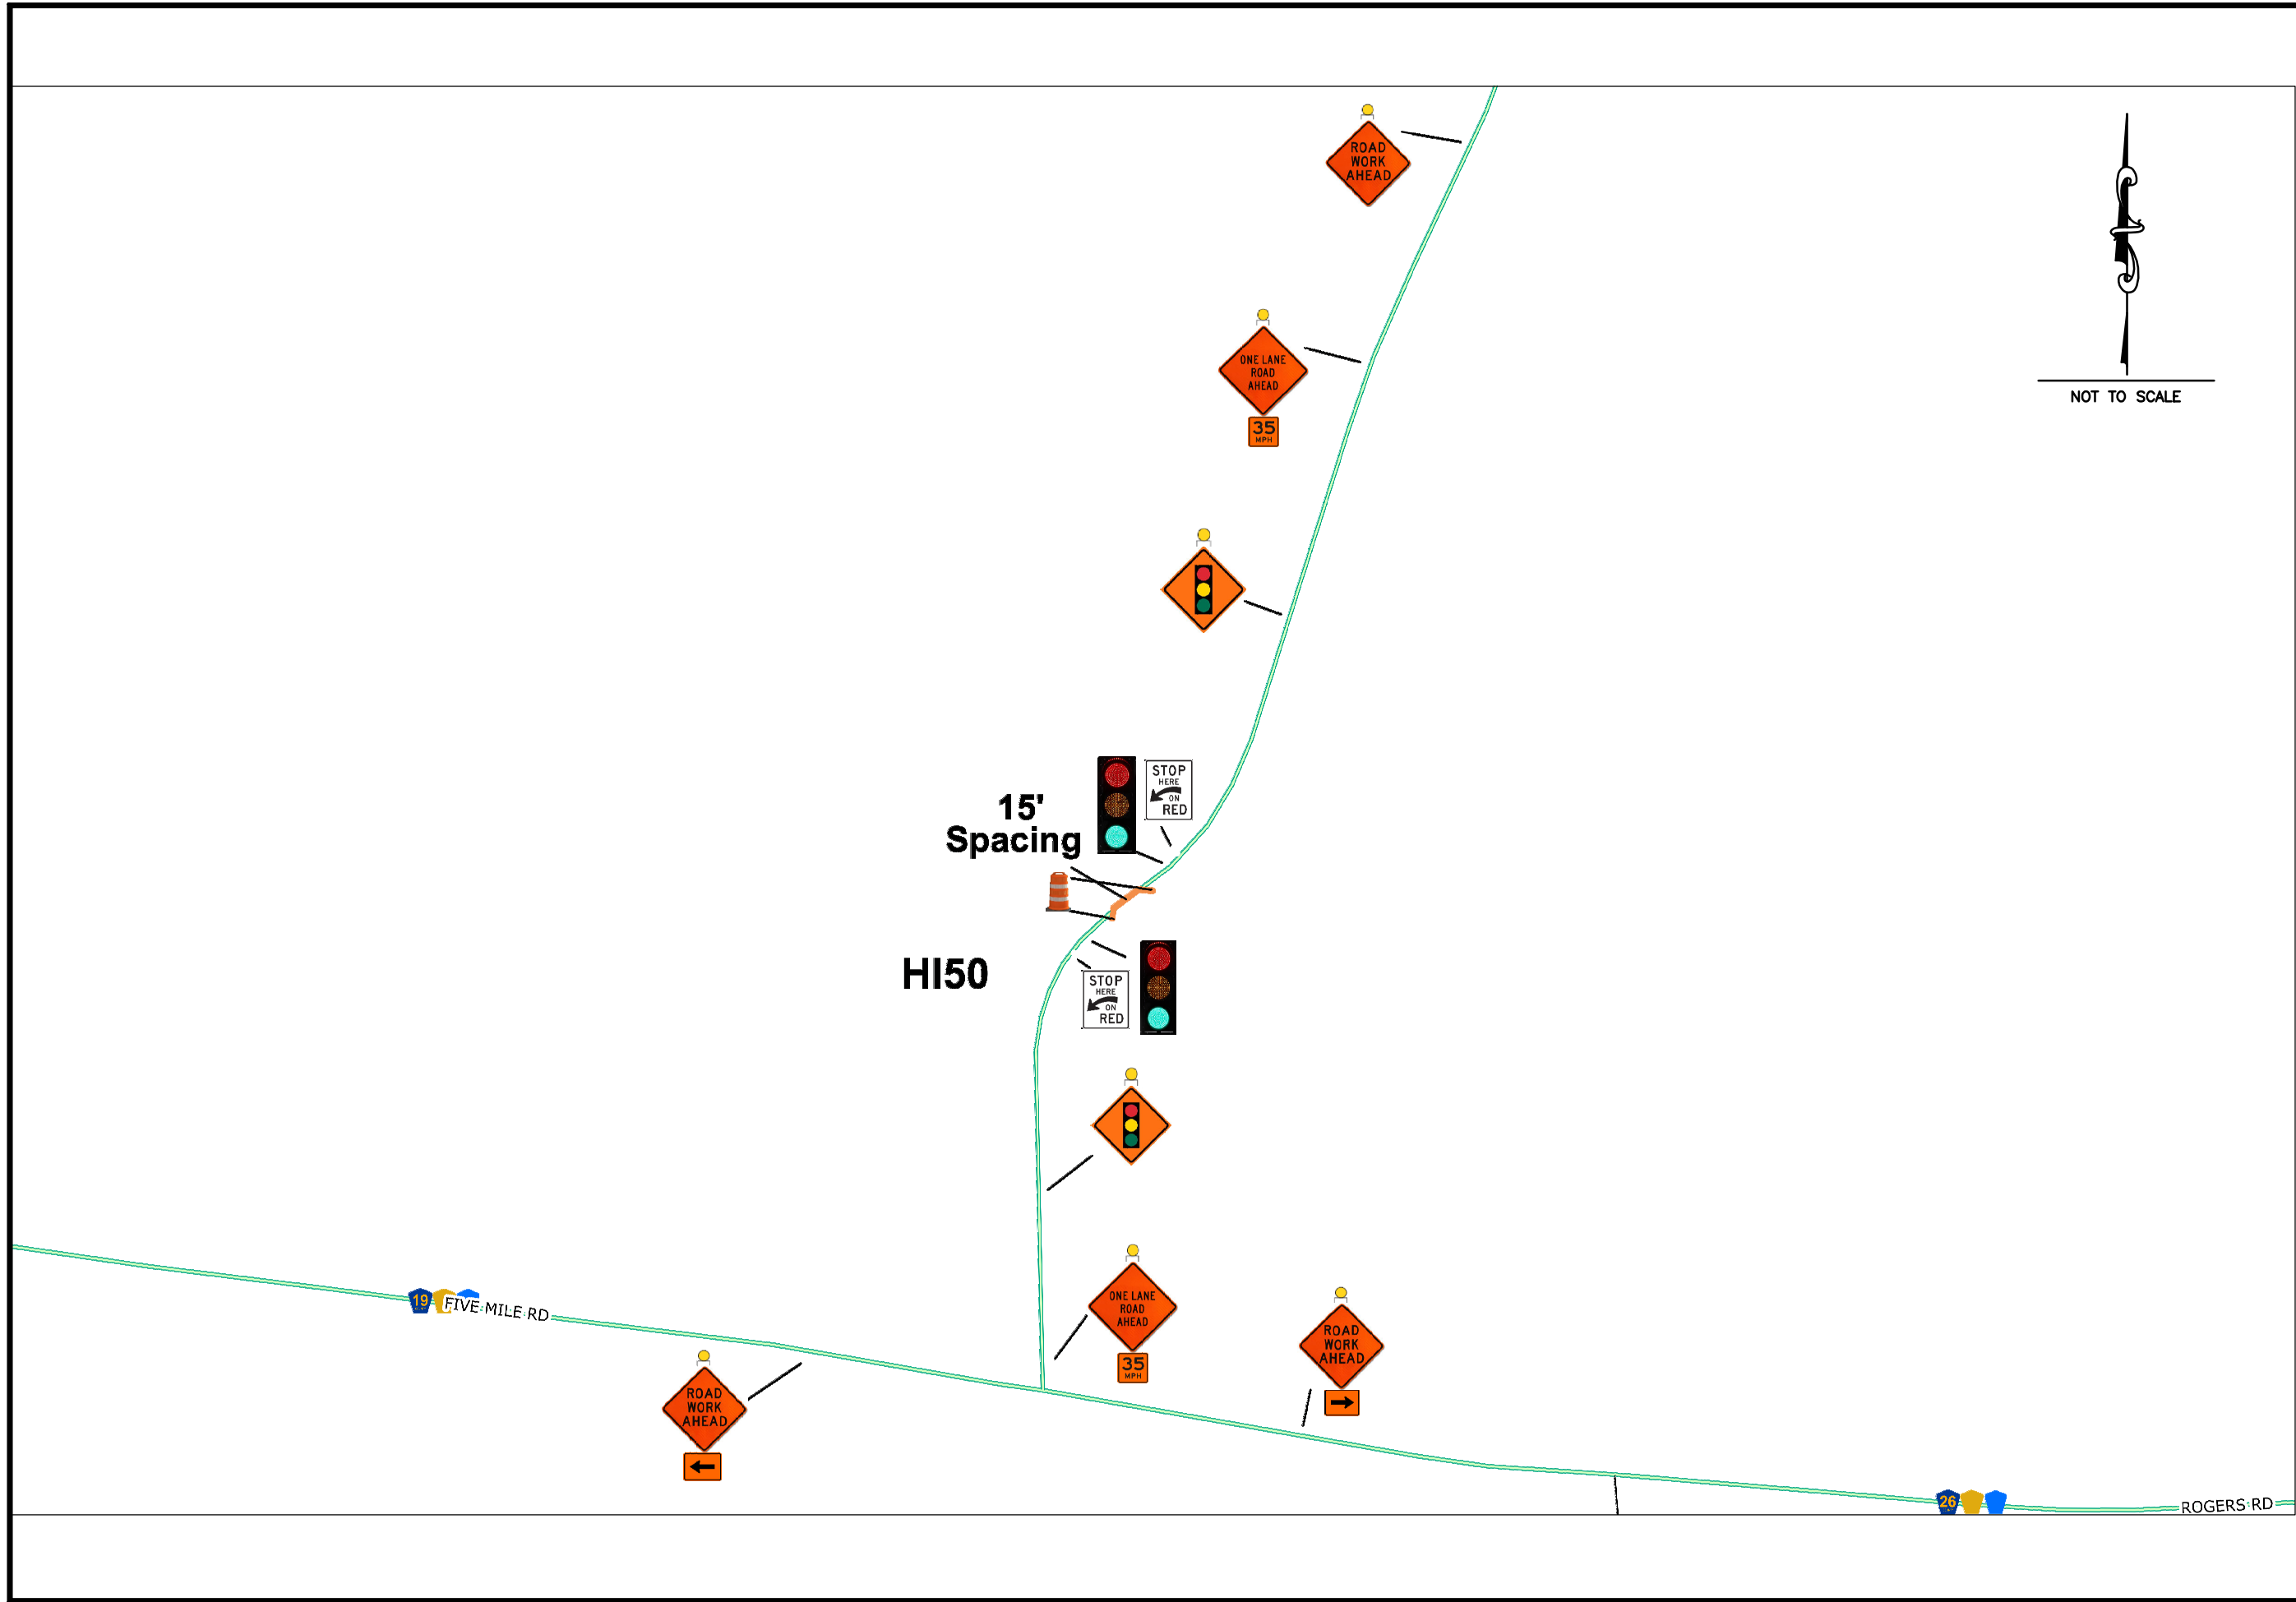 ROAD
WORK
AHEAD
NOT TO SCALE
ONE LANE
ROAD
AHEAD
35
MPH
15'
Spacing
STOP
HERE
ON
RED
HI50
STOP
HERE
ON
RED
ONE LANE
ROAD
AHEAD
35
MPH
19
FIVE MILE RD
ROAD
WORK
AHEAD
ROAD
WORK
AHEAD
26
ROGERS RD